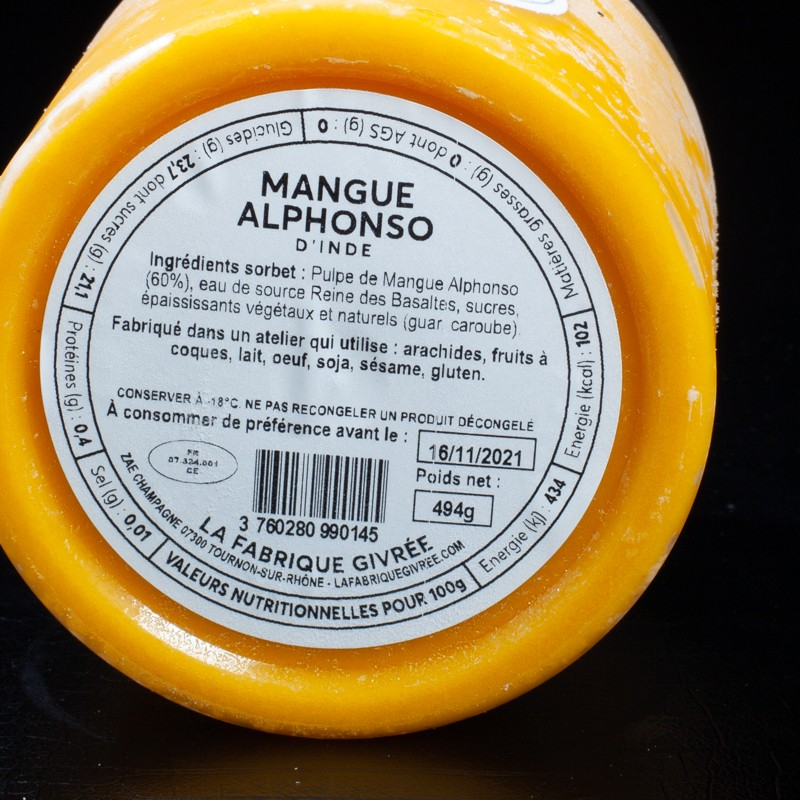 MANGUE
ALPHONSO
D'INDE
Ingrédients sorbet : Pulpe de Mangue Alphonso
(60%), eau de source Reine des Basaltes, sucres,
épaississants végétaux et naturels (guar caroube)
Fabriqué dans un atelier qui utilise : arachides, fruits à
coques, lait, oeuf, soja, sésame, gluten.
CONSERVER À -18°C. NE PAS RECONGELER UN PRODUIT DÉCONGELÉ
À consommer de préférence avant le : 16/11/2021
Poids net :
494g
FR
07.324.001
CE
3 760280 990145
LA FABRIQUE GIVRÉE
ZAE CHAMPAGNE 07300 TOURNON-SUR-RHÔNE - LAFABRIQUEGIVREE.COM
VALEURS NUTRITIONNELLES POUR 100g
Energie (kj) : 434
Energie (kcal) : 102
Matières grasses (g) : 0 dont AGS (g) : 0
Glucides (g) : 23,7 dont sucres (g) : 21,1
Protéines (g) : 0,4
Sel (g) : 0,01